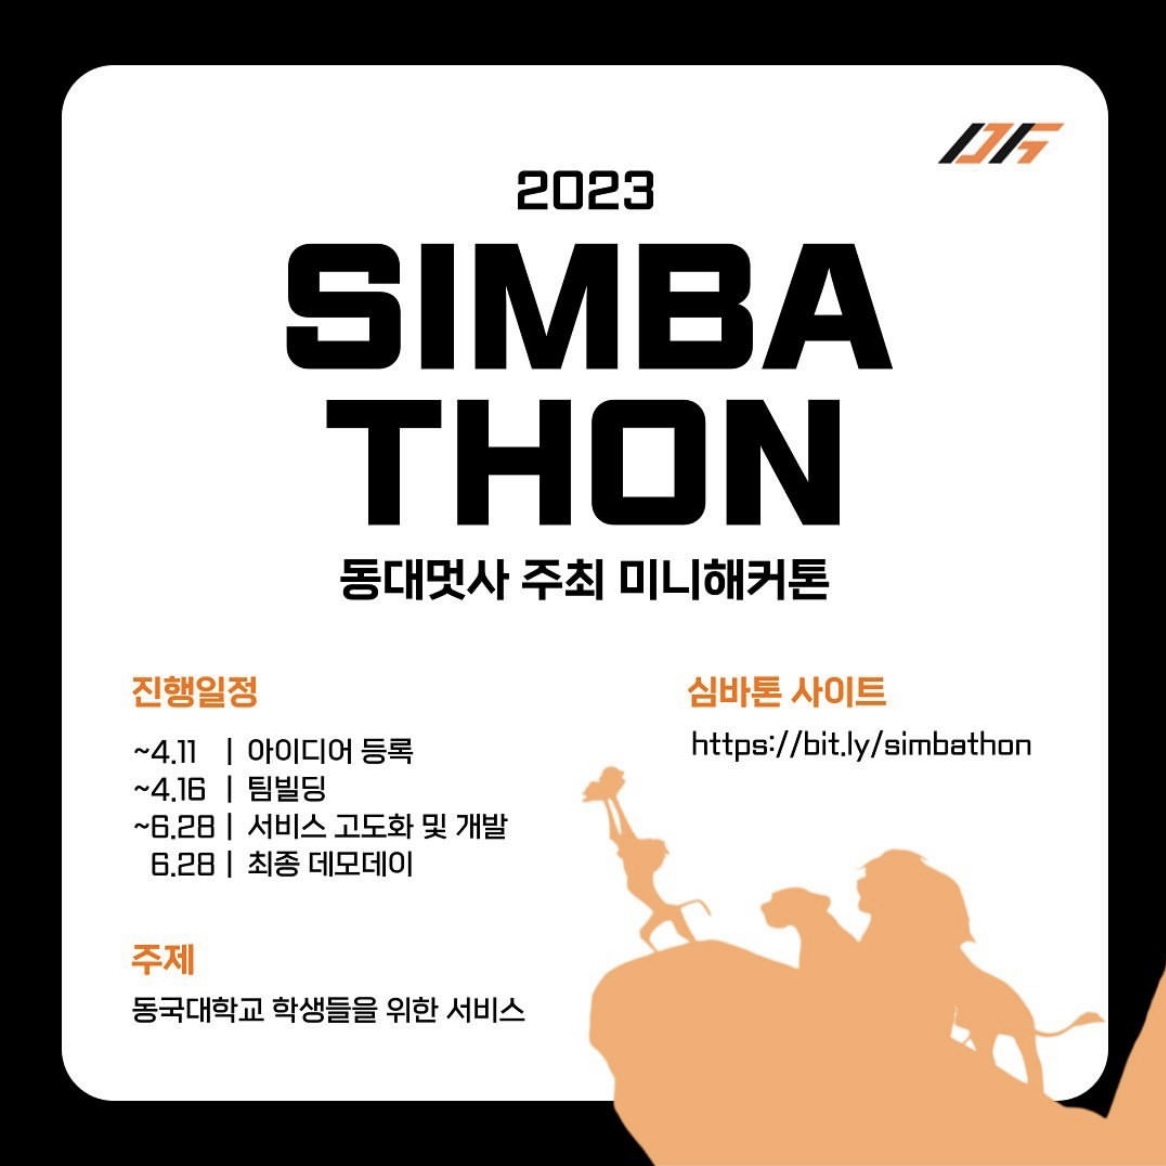 2023
SIMBA
THON
동대멋사 주최 미니해커톤
진행일정
~4.11 | 아이디어 등록
~4.16 | 팀빌딩
~6.28 | 서비스 고도화 및 개발
6.28 | 최종 데모데이
주제
동국대학교 학생들을 위한 서비스
심바톤 사이트
https://bit.ly/simbathon